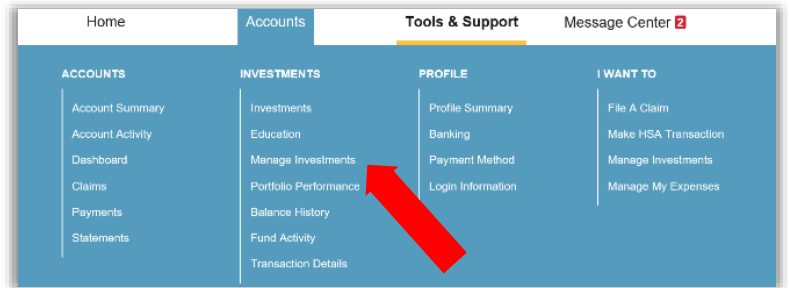 Home Accounts Tools & Support Message Center 2
ACCOUNTS
Account Summary
Account Activity
Dashboard
Claims
Payments
Statements
INVESTMENTS
Investments
Education
Manage Investments
Portfolio Performance
Balance History
Fund Activity
Transaction Details
PROFILE
Profile Summary
Banking
Payment Method
Login Information
I WANT TO
File A Claim
Make HSA Transaction
Manage Investments
Manage My Expenses